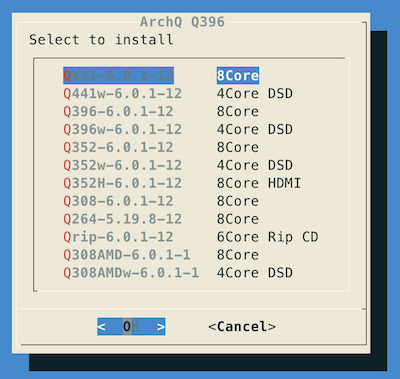 ArchQ Q396
Select to install
Q441-6.0.1-12 8Core
Q441w-6.0.1-12 4Core DSD
Q396-6.0.1-12 8Core
Q396w-6.0.1-12 4Core DSD
Q352-6.0.1-12 8Core
Q352w-6.0.1-12 4Core DSD
Q352H-6.0.1-12 8Core HDMI
Q308-6.0.1-12 8Core
Q264-5.19.8-12 8Core
Qrip-6.0.1-12 6Core Rip CD
Q308AMD-6.0.1-1 8Core
Q308AMDw-6.0.1-1 4Core DSD
< OK > <Cancel>